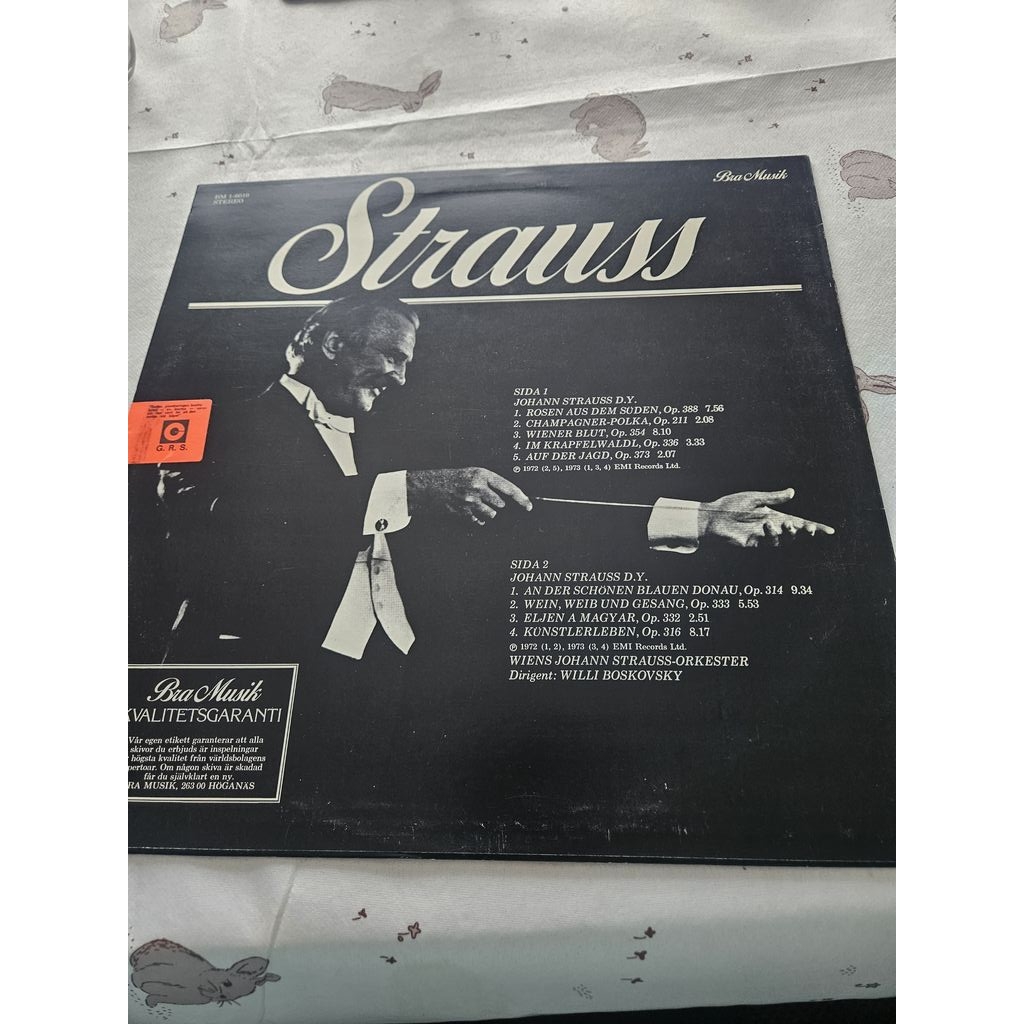 BM 1-6019
STEREO
Bra Musik
Strauss
SIDA 1
JOHANN STRAUSS D.Y.
1. ROSEN AUS DEM SÜDEN, Op. 388 7.56
2. CHAMPAGNER-POLKA, Op. 211 2.08
3. WIENER BLUT, Op. 354 8.10
4. IM KRAPFELWALDL, Op. 336 3.33
5. AUF DER JAGD, Op. 373 2.07
℗ 1972 (2, 5), 1973 (1, 3, 4) EMI Records Ltd.
G. R. S.
SIDA 2
JOHANN STRAUSS D.Y.
1. AN DER SCHÖNEN BLAUEN DONAU, Op. 314 9.34
2. WEIN, WEIB UND GESANG, Op. 333 5.53
3. ELJEN A MAGYAR, Op. 332 2.51
4. KÜNSTLERLEBEN, Op. 316 8.17
℗ 1972 (1, 2), 1973 (3, 4) EMI Records Ltd.
WIENS JOHANN STRAUSS-ORKESTER
Dirigent: WILLI BOSKOVSKY
Bra Musik
KVALITETSGARANTI
Vår egen etikett garanterar att alla
skivor du erbjuds är inspelningar
högsta kvalitet från världsbolagens
pertoar. Om någon skiva är skadad
får du självklart en ny.
RA MUSIK, 263 00 HÖGANÄS